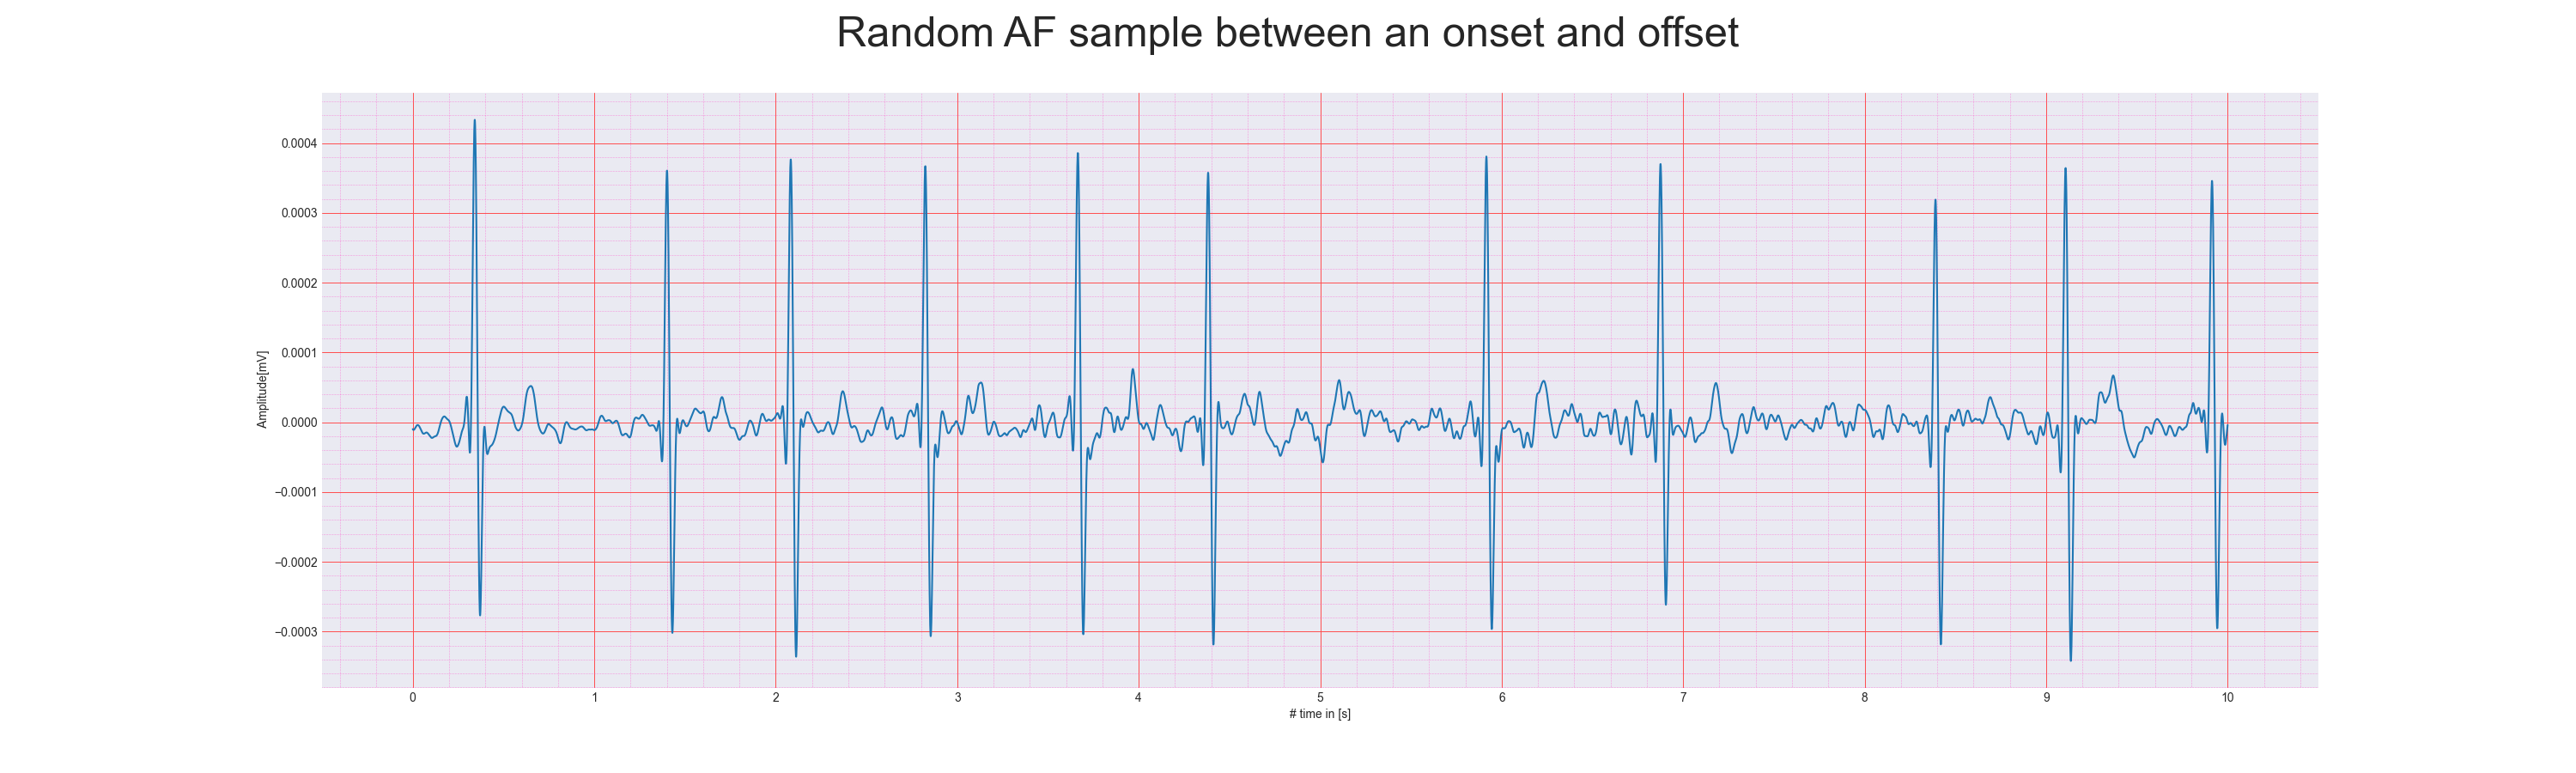 Random AF sample between an onset and offset
0.0004
0.0003
0.0002
0.0001
0.0000
−0.0001
−0.0002
−0.0003
Amplitude[mV]
0 1 2 3 4 5 6 7 8 9 10
# time in [s]